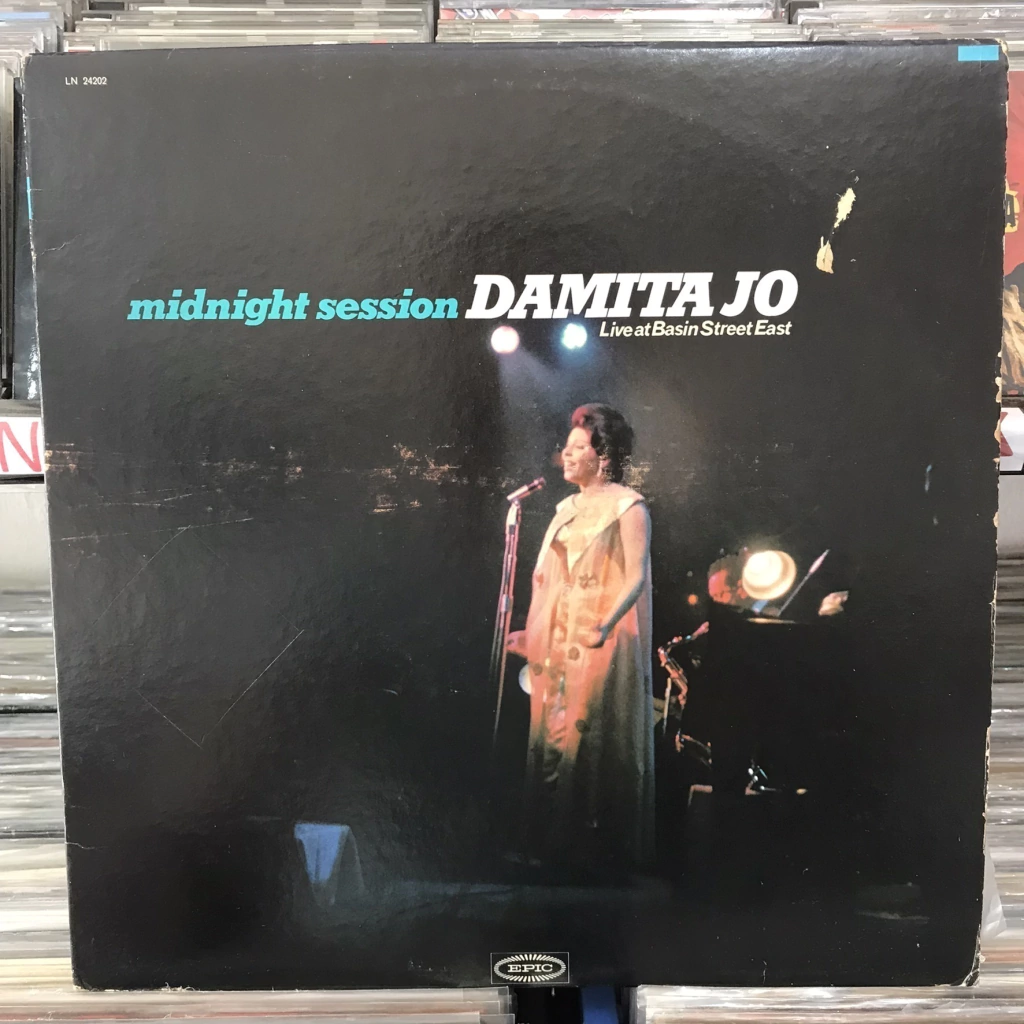 LN 24202
midnight session DAMITA JO
Live at Basin Street East
N
EPIC